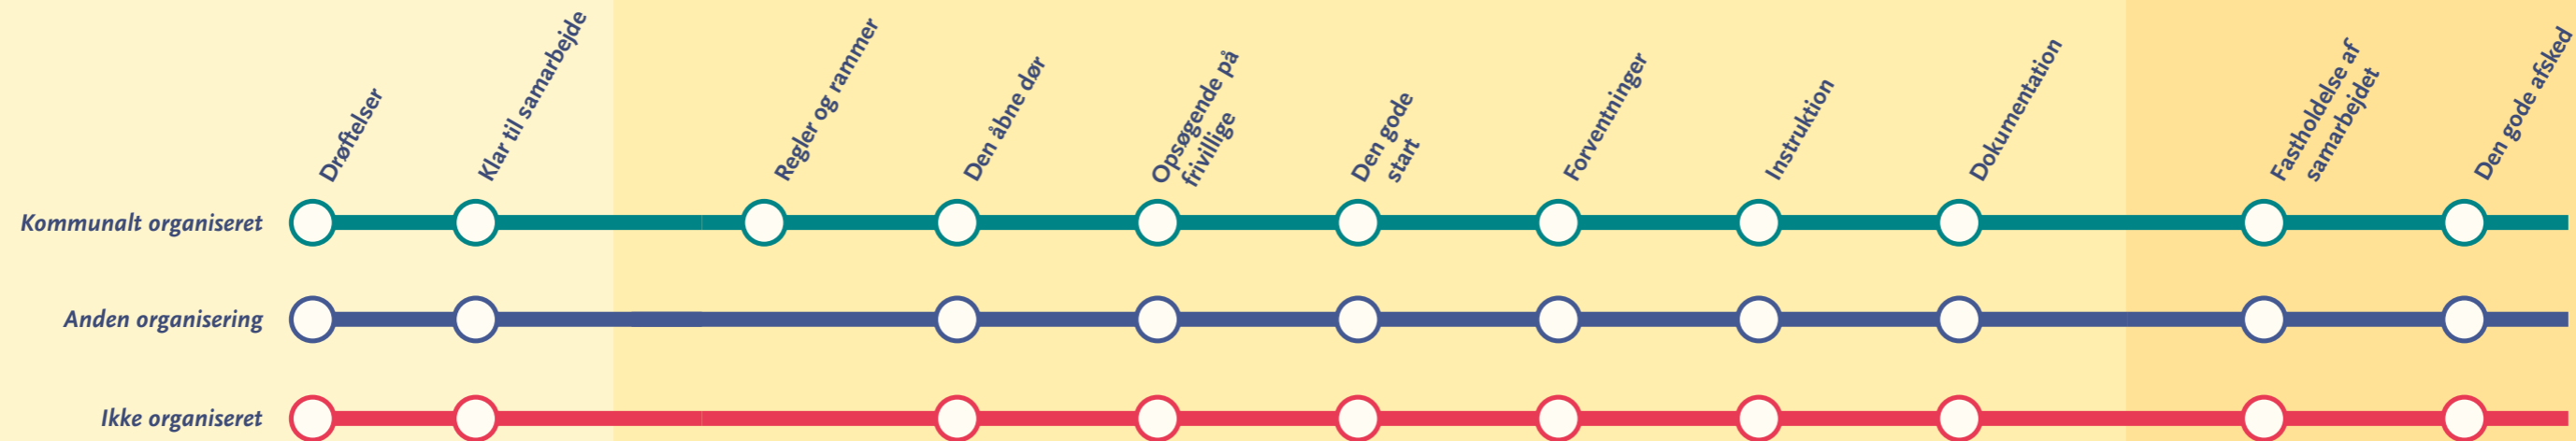 Drøftelser
Klar til samarbejde
Regler og rammer
Den åbne dør
Opsøgende på
frivillige
Den gode
start
Forventninger
Instruktion
Dokumentation
Fastholdelse af
samarbejdet
Den gode afsked
Kommunalt organiseret
Anden organisering
Ikke organiseret